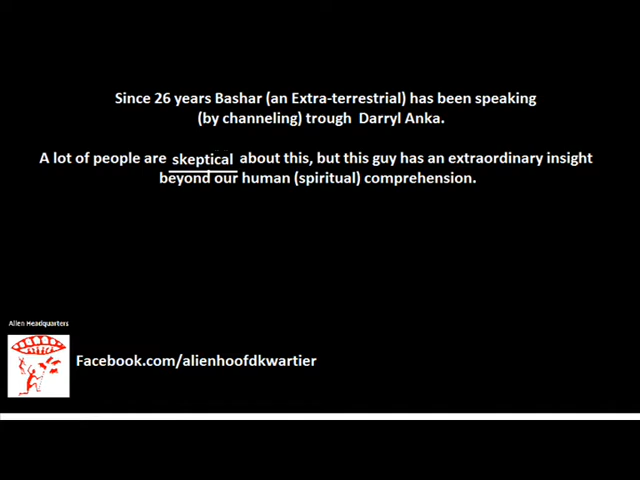 Since 26 years Bashar (an Extra-terrestrial) has been speaking
(by channeling) trough Darryl Anka.
A lot of people are skeptical about this, but this guy has an extraordinary insight
beyond our human (spiritual) comprehension.
Alien Headquarters
Facebook.com/alienhoofdkwartier